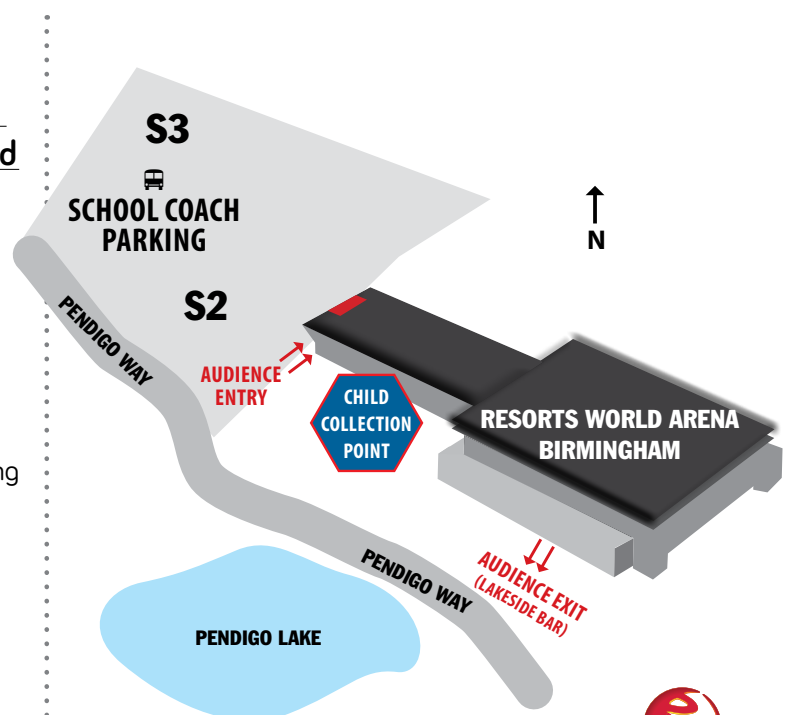 d
S3
SCHOOL COACH
PARKING
N
S2
PENDIGO WAY
AUDIENCE
ENTRY
CHILD
COLLECTION
POINT
RESORTS WORLD ARENA
BIRMINGHAM
ng
PENDIGO WAY
AUDIENCE EXIT
(LAKESIDE BAR)
PENDIGO LAKE
e